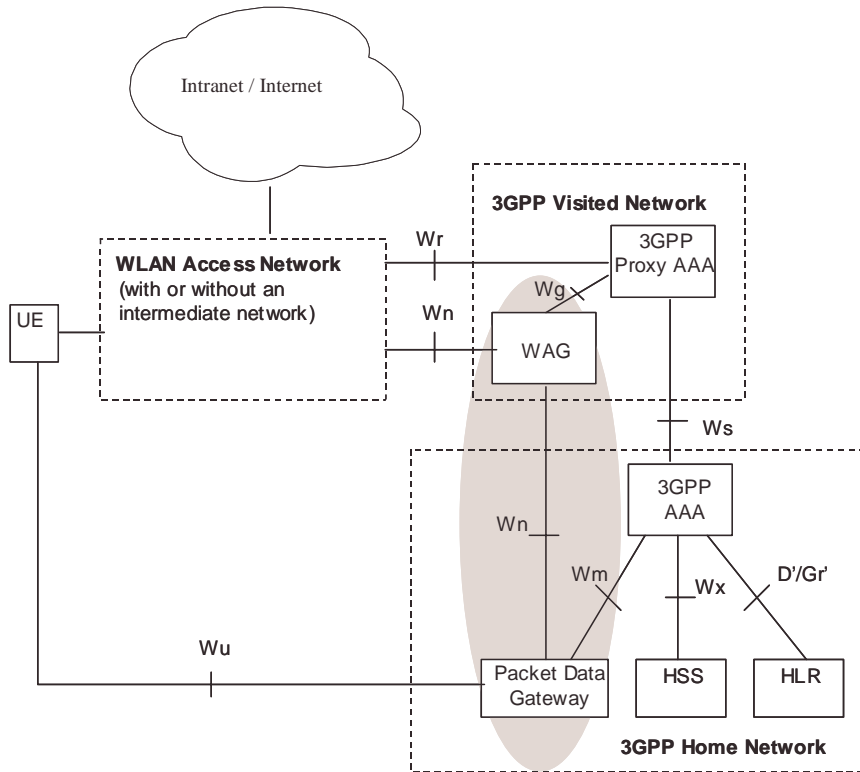 Intranet / Internet
3GPP Visited Network
3GPP
Proxy AAA
Wr
WLAN Access Network
(with or without an
intermediate network)
Wg
Wn
UE
WAG
Ws
3GPP
AAA
Wn
Wm
Wx
D'/Gr'
Wu
Packet Data
Gateway
HSS
HLR
3GPP Home Network